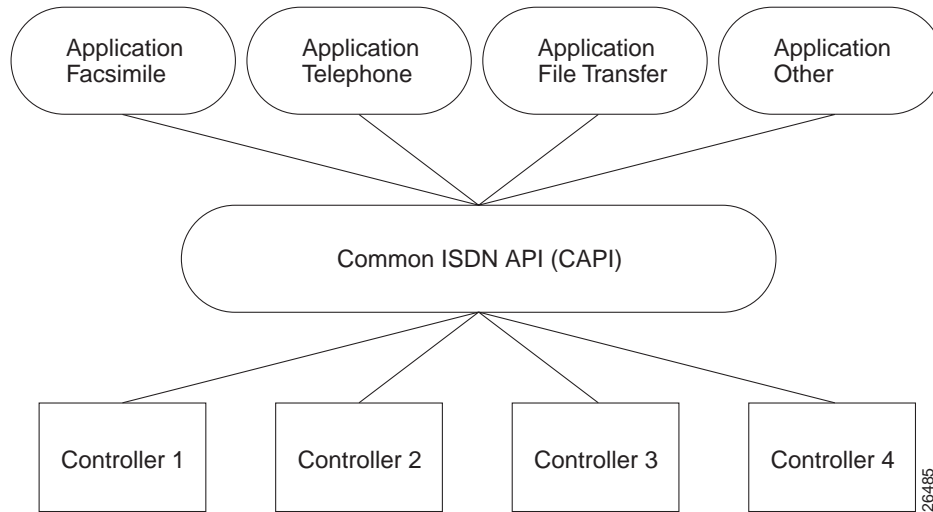 Application
Facsimile
Application
Telephone
Application
File Transfer
Application
Other
Common ISDN API (CAPI)
Controller 1
Controller 2
Controller 3
Controller 4
26485